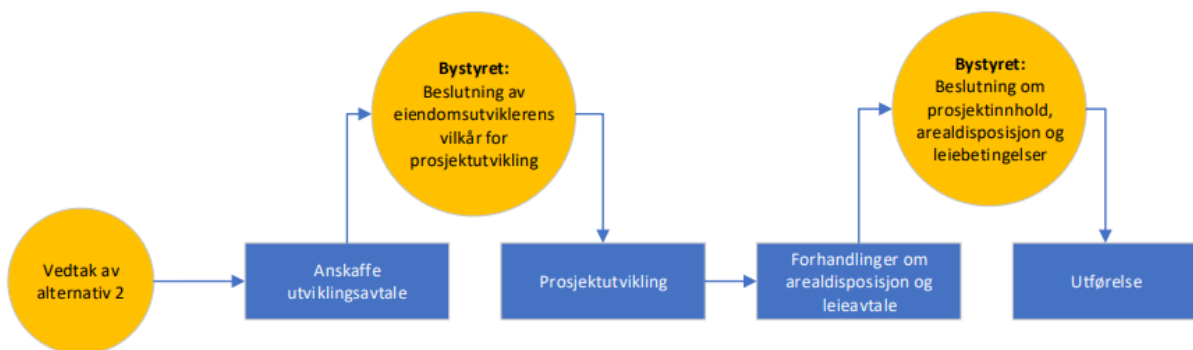 Vedtak av
alternativ 2
Anskaffe
utviklingsavtale
Bystyret:
Beslutning av
eiendomsutviklerens
vilkår for
prosjektutvikling
Prosjektutvikling
Forhandlinger om
arealdisposisjon og
leieavtale
Bystyret:
Beslutning om
prosjektinnhold,
arealdisposisjon og
leiebetingelser
Utførelse